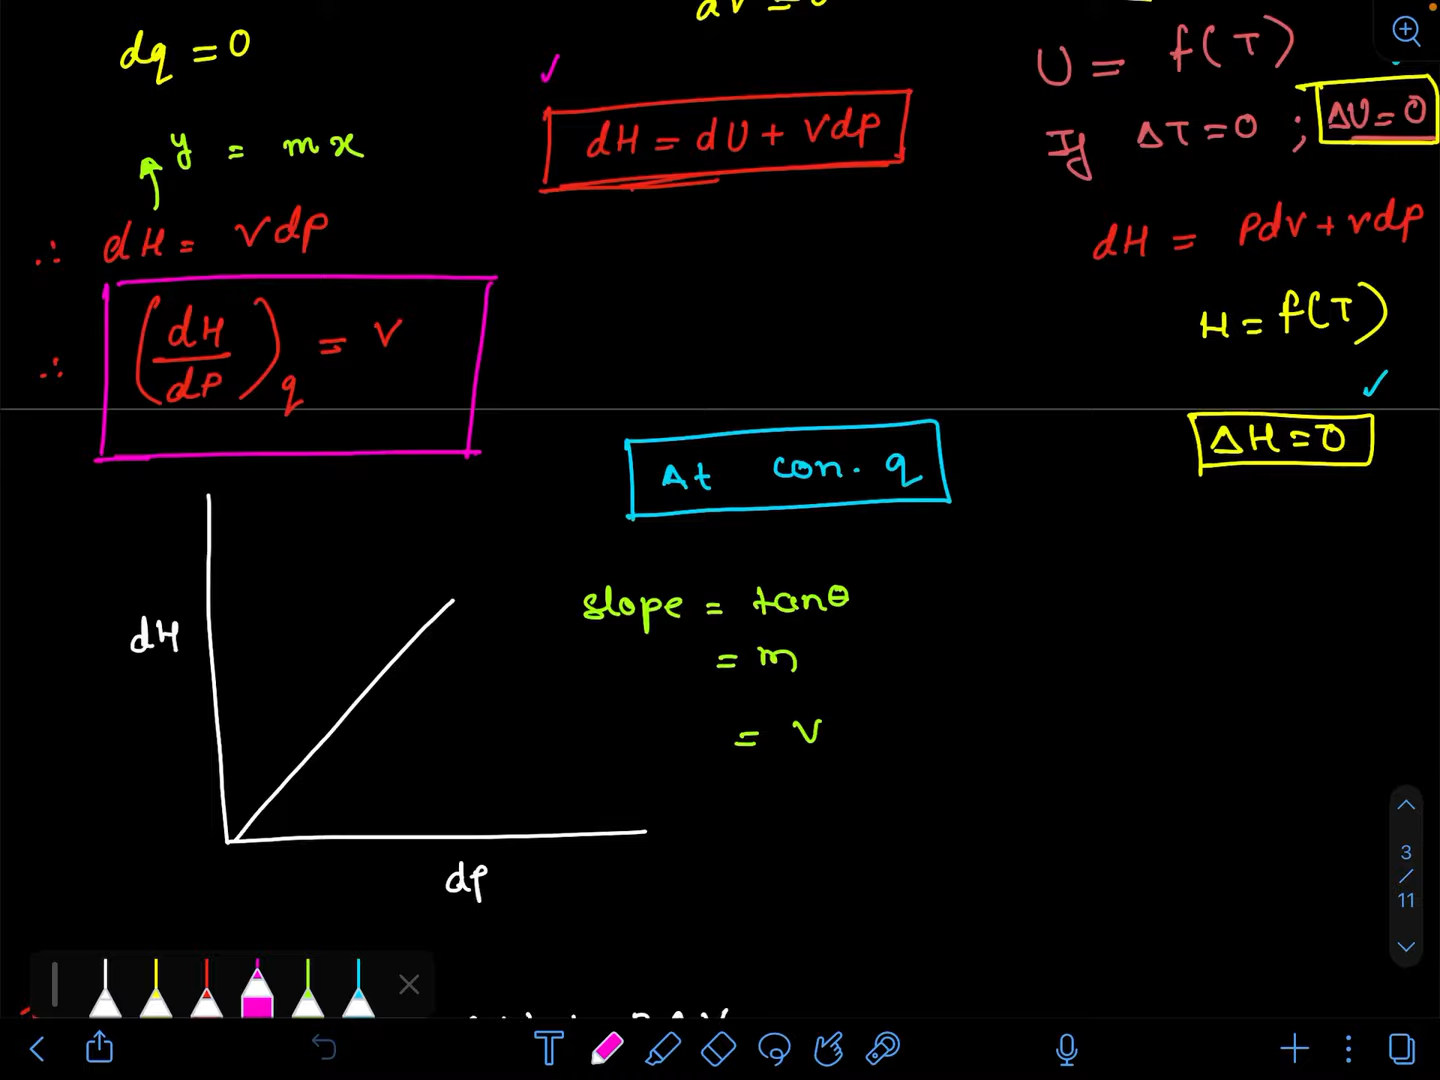 dq = 0
y = mx
∴ dH = Vdp
∴ (dH/dP)q = V
dH = dU + Vdp
U = f(T)
If ΔT = 0 ; ΔU = 0
dH = Pdv + vdp
H = f(T)
ΔH = 0
At con. q
slope = tanθ
= m
= V
dH
dp
3
/
11